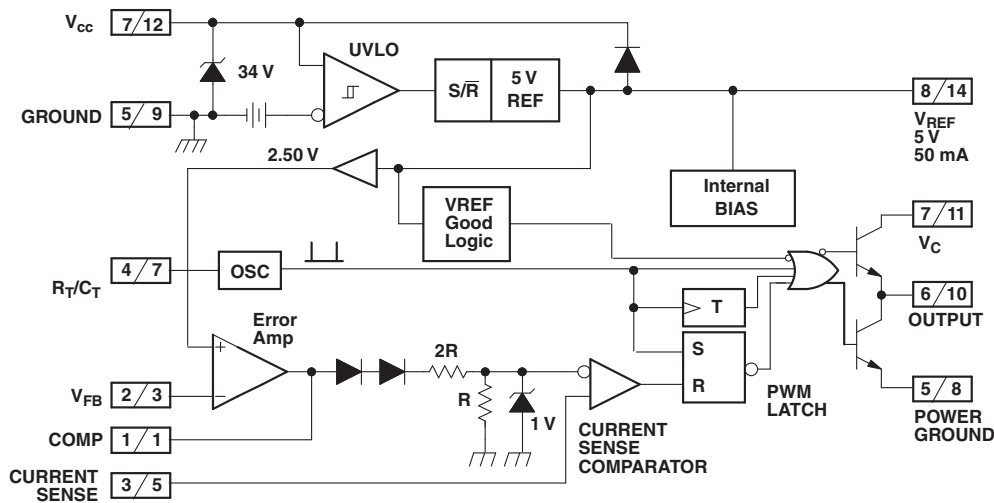 Vcc 7/12
UVLO
34 V
S/R̅ 5 V REF
GROUND 5/9
8/14
VREF
5 V
50 mA
2.50 V
Internal
BIAS
VREF
Good
Logic
7/11
VC
4/7
RT/CT
OSC
6/10
OUTPUT
T
Error
Amp
2R
S
R
R
1 V
PWM
LATCH
VFB 2/3
5/8
POWER
GROUND
COMP 1/1
CURRENT
SENSE
COMPARATOR
CURRENT
SENSE
3/5
+
−